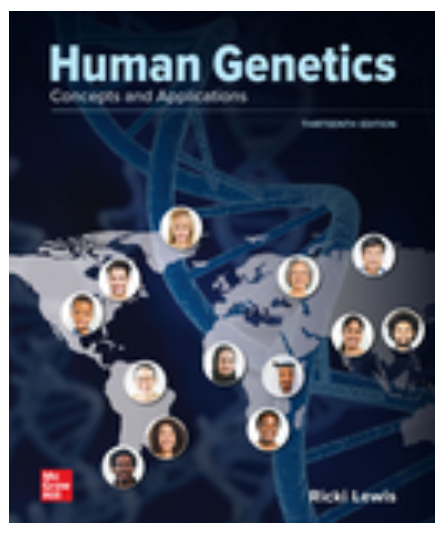 Human Genetics
Concepts and Applications
THIRTEENTH EDITION
Mc
Graw
Hill
Ricki Lewis